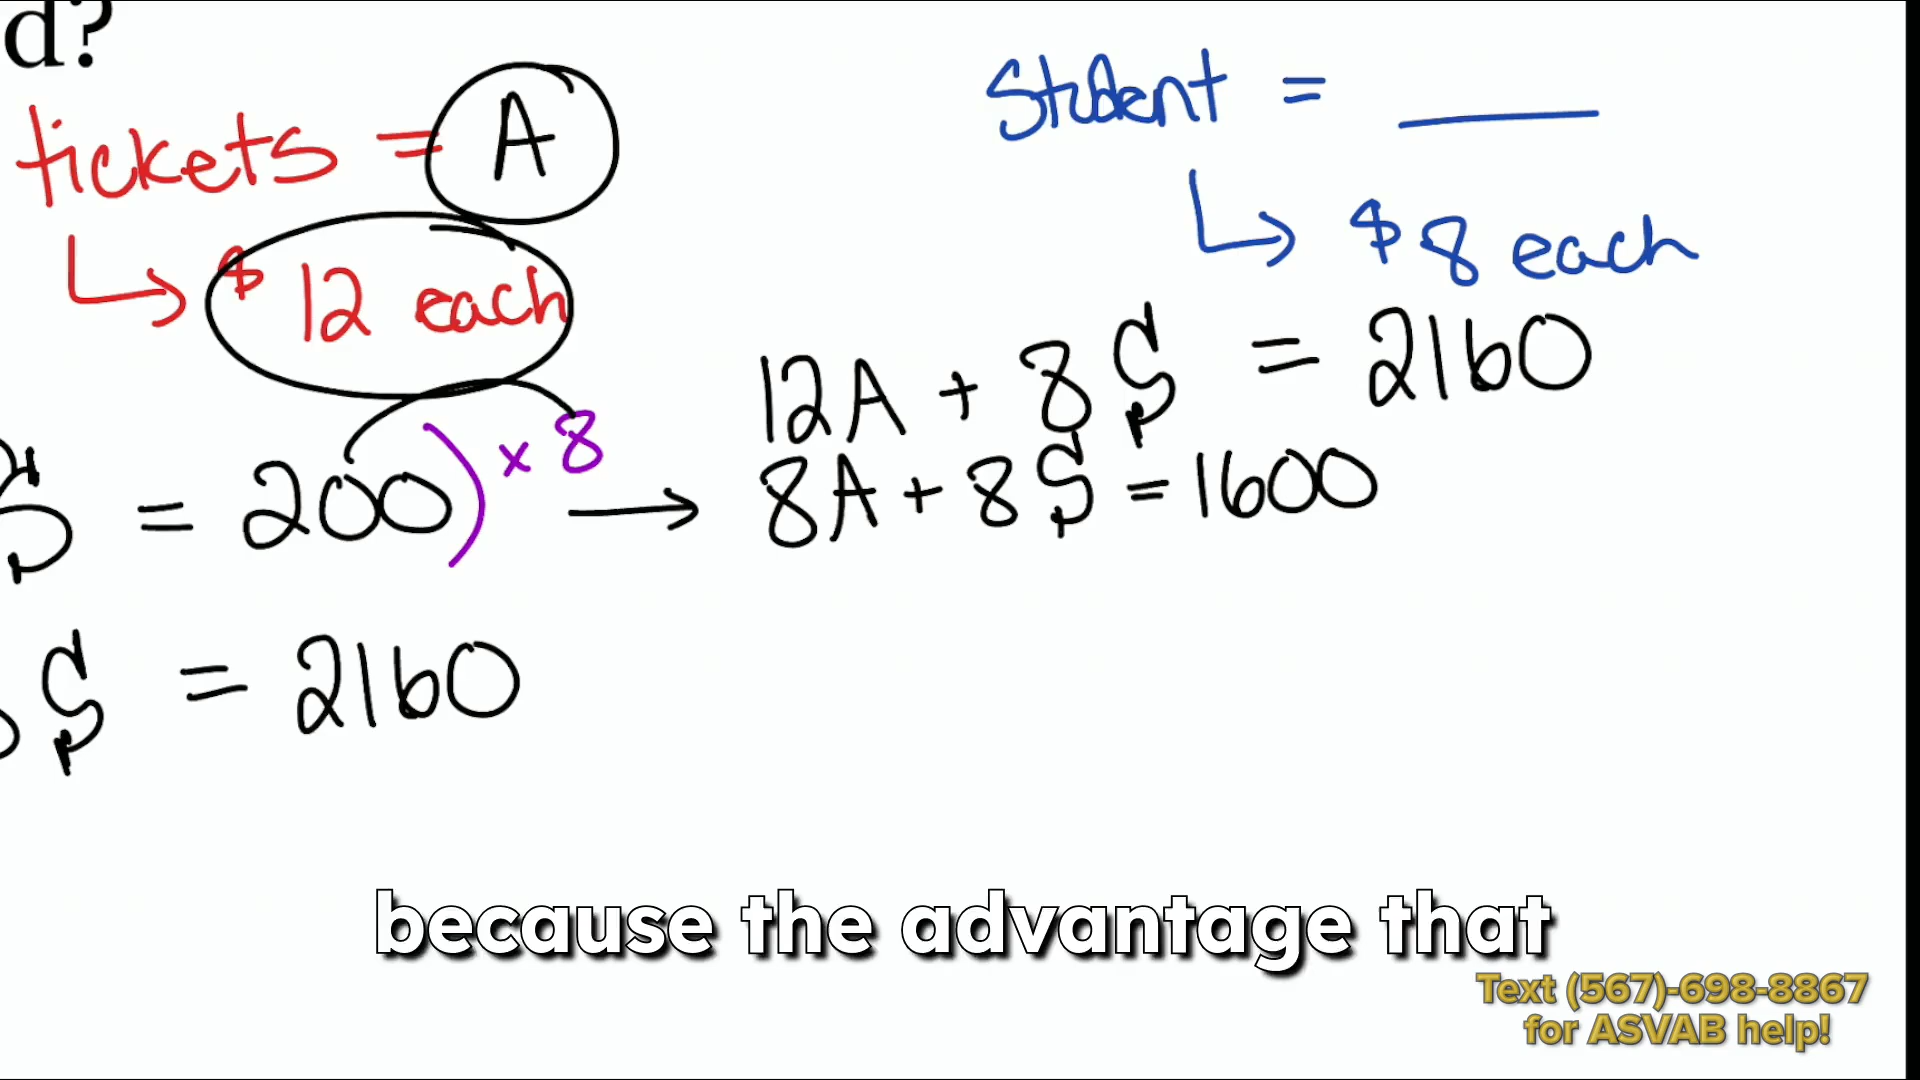 d?
tickets = A
Student =
$ 12 each
$ 8 each
12A + 8S = 2160
S = 200) x 8
8A + 8S = 1600
S = 2160
because the advantage that
Text (567)-698-8867
for ASVAB help!